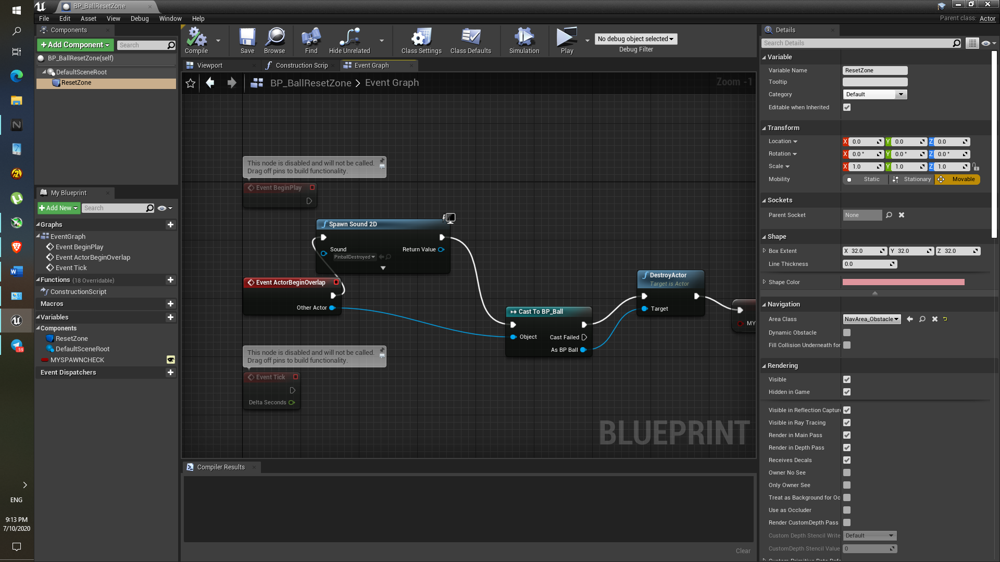 BP_BallResetZone
File Edit Asset View Debug Window Help
Parent class: Actor
Components
+Add Component
Search
BP_BallResetZone(self)
DefaultSceneRoot
ResetZone
My Blueprint
+Add New
Search
Graphs
EventGraph
Event BeginPlay
Event ActorBeginOverlap
Event Tick
Functions (18 Overridable)
ConstructionScript
Macros
Variables
Components
ResetZone
DefaultSceneRoot
MYSPAWNCHECK
Event Dispatchers
Compile Save Browse Find Hide Unrelated Class Settings Class Defaults Simulation Play
No debug object selected
Debug Filter
Viewport
Construction Scrip
Event Graph
BP_BallResetZone > Event Graph
Zoom -1
This node is disabled and will not be called.
Drag off pins to build functionality.
Event BeginPlay
Spawn Sound 2D
Sound
PinballDestroyed
Return Value
Event ActorBeginOverlap
Other Actor
Cast To BP_Ball
Object
Cast Failed
As BP Ball
DestroyActor
Target is Actor
Target
MY
This node is disabled and will not be called.
Drag off pins to build functionality.
Event Tick
Delta Seconds
BLUEPRINT
Compiler Results
Clear
Details
Search Details
Variable
Variable Name ResetZone
Tooltip
Category Default
Editable when Inherited
Transform
Location X 0.0 Y 0.0 Z 0.0
Rotation X 0.0 ° Y 0.0 ° Z 0.0 °
Scale X 1.0 Y 1.0 Z 1.0
Mobility Static Stationary Movable
Sockets
Parent Socket None
Shape
Box Extent X 32.0 Y 32.0 Z 32.0
Line Thickness 0.0
Shape Color
Navigation
Area Class NavArea_Obstacle
Dynamic Obstacle
Fill Collision Underneath for
Rendering
Visible
Hidden in Game
Visible in Reflection Capture
Visible in Ray Tracing
Render in Main Pass
Render in Depth Pass
Receives Decals
Owner No See
Only Owner See
Treat as Background for Oc
Use as Occluder
Render CustomDepth Pass
Custom Depth Stencil Write Default
CustomDepth Stencil Value 0
59
ENG
9:13 PM
7/10/2020